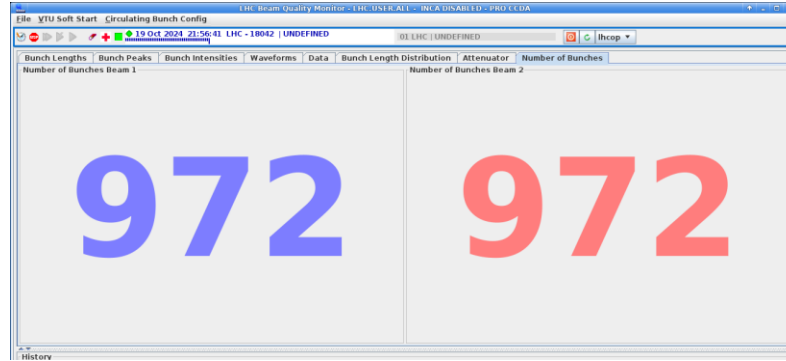 LHC Beam Quality Monitor - LHC.USER.ALL - INCA DISABLED - PRO CCDA
File VTU Soft Start Circulating Bunch Config
19 Oct 2024 21:56:41 LHC - 18042 | UNDEFINED 01 LHC | UNDEFINED lhcop
Bunch Lengths Bunch Peaks Bunch Intensities Waveforms Data Bunch Length Distribution Attenuator Number of Bunches
Number of Bunches Beam 1 Number of Bunches Beam 2
972 972
History